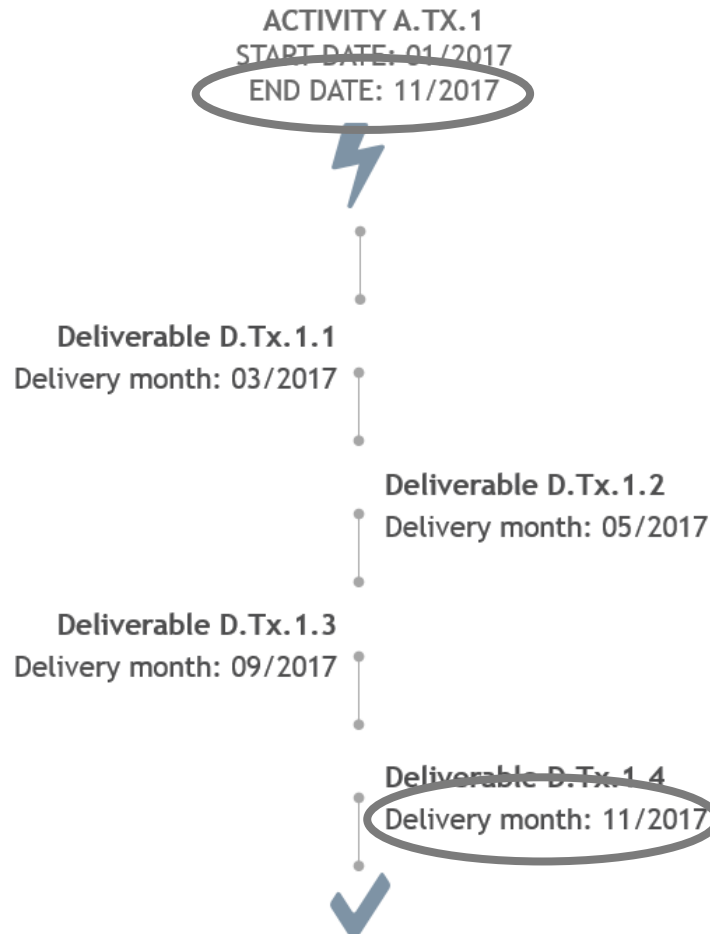 ACTIVITY A.TX.1
START DATE: 01/2017
END DATE: 11/2017
Deliverable D.Tx.1.1
Delivery month: 03/2017
Deliverable D.Tx.1.2
Delivery month: 05/2017
Deliverable D.Tx.1.3
Delivery month: 09/2017
Deliverable D.Tx.1.4
Delivery month: 11/2017